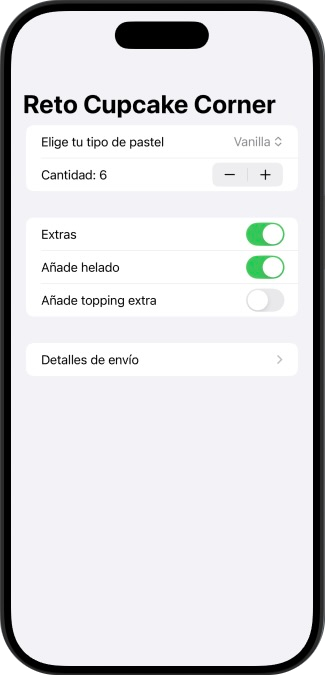 Reto Cupcake Corner
Elige tu tipo de pastel Vanilla
Cantidad: 6
Extras
Añade helado
Añade topping extra
Detalles de envío